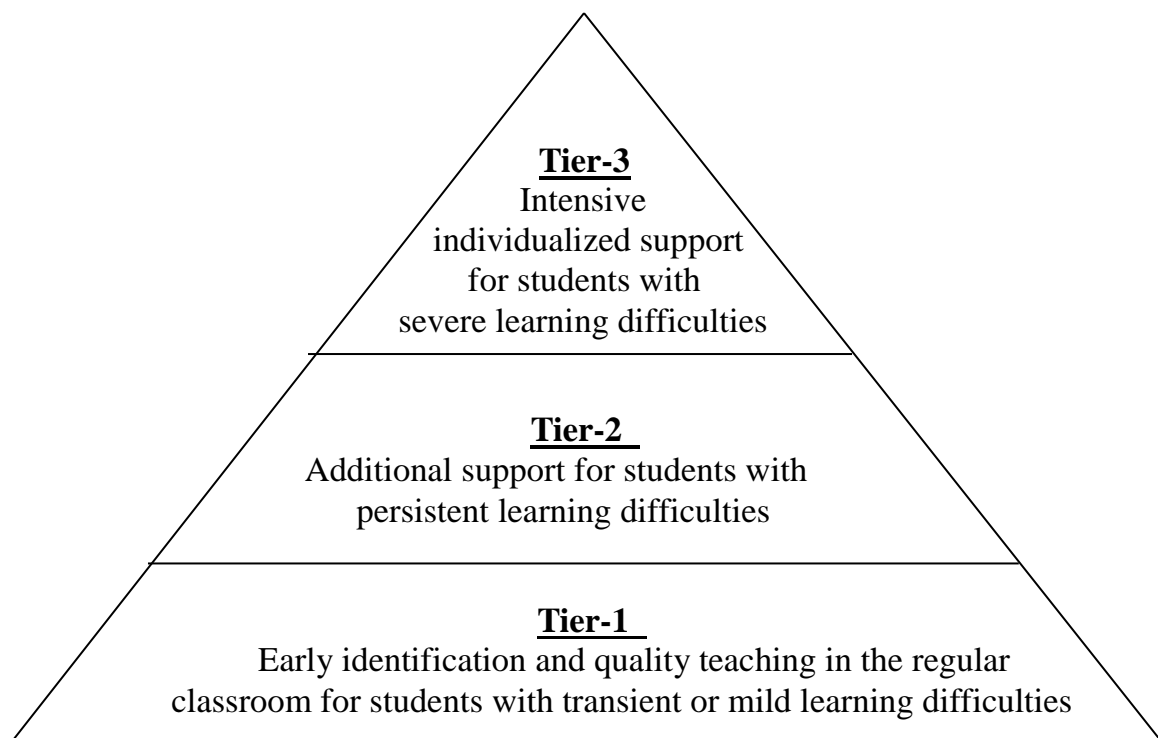 Tier-3
Intensive
individualized support
for students with
severe learning difficulties
Tier-2
Additional support for students with
persistent learning difficulties
Tier-1
Early identification and quality teaching in the regular
classroom for students with transient or mild learning difficulties